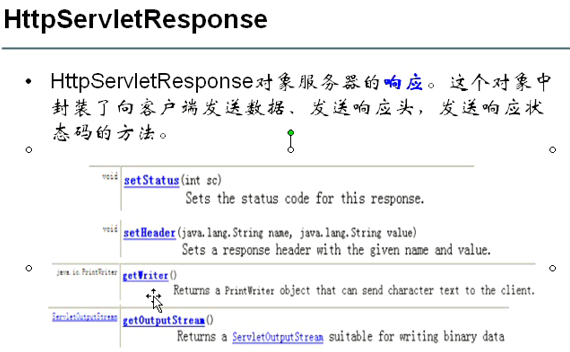 HttpServletResponse
• HttpServletResponse对象服务器的响应。这个对象中
封装了向客户端发送数据、发送响应头，发送响应状
态码的方法。
void setStatus(int sc)
Sets the status code for this response.
void setHeader(java.lang.String name, java.lang.String value)
Sets a response header with the given name and value.
java.io.PrintWriter getWriter()
Returns a PrintWriter object that can send character text to the client.
ServletOutputStream getOutputStream()
Returns a ServletOutputStream suitable for writing binary data